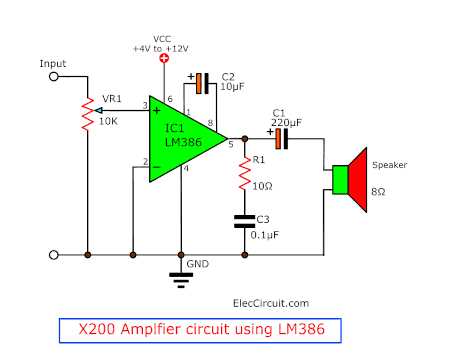 VCC
+4V to +12V
Input
C2
10µF
VR1
10K
3
6
1
8
IC1
LM386
C1
220µF
5
2
4
R1
10Ω
Speaker
8Ω
C3
0.1µF
GND
ElecCircuit.com
X200 Amplfier circuit using LM386